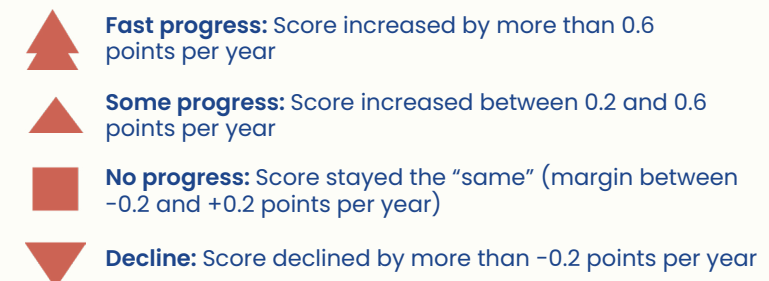 Fast progress: Score increased by more than 0.6
points per year
Some progress: Score increased between 0.2 and 0.6
points per year
No progress: Score stayed the “same” (margin between
−0.2 and +0.2 points per year)
Decline: Score declined by more than −0.2 points per year